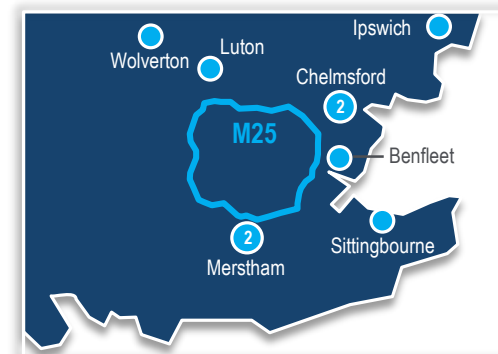 Ipswich
Wolverton
Luton
Chelmsford
2
M25
Benfleet
Sittingbourne
2
Merstham